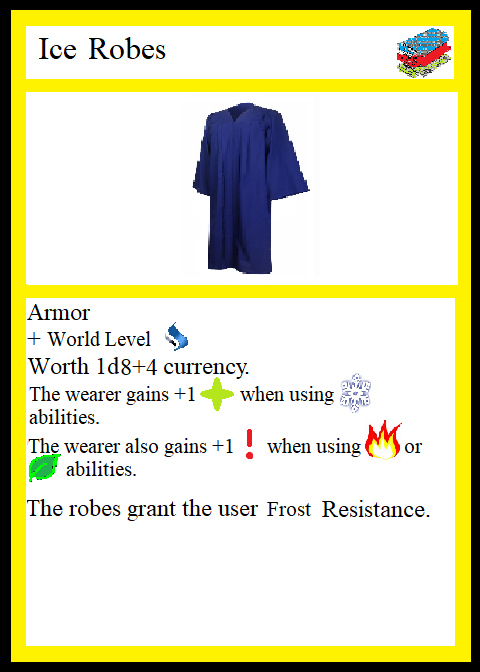 Ice Robes
Armor
+ World Level
Worth 1d8+4 currency.
The wearer gains +1 when using
abilities.
The wearer also gains +1 when using or
abilities.
The robes grant the user Frost Resistance.